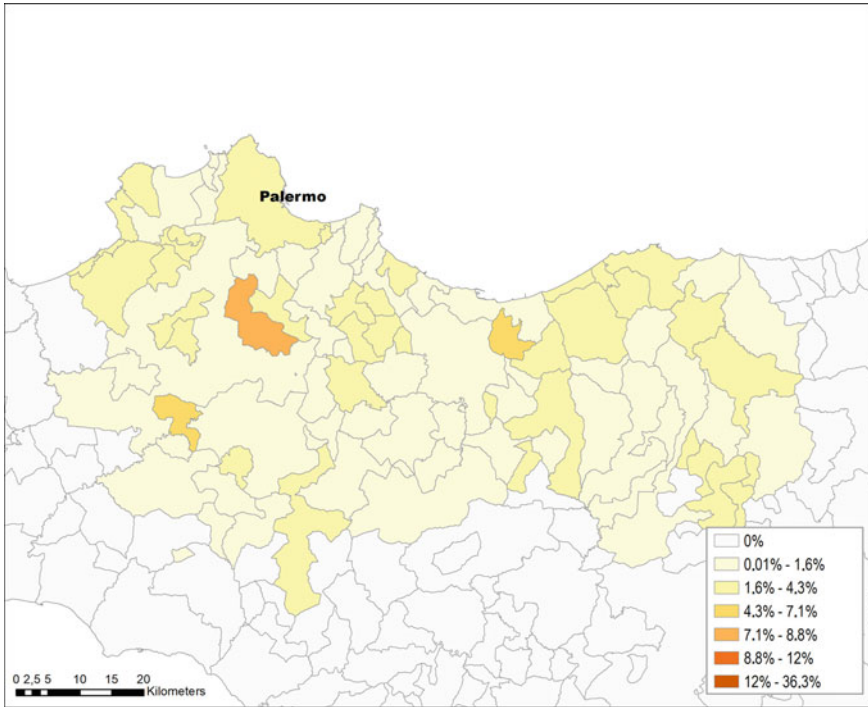 Palermo
0%
0,01% - 1.6%
1.6% - 4.3%
4.3% - 7.1%
7.1% - 8.8%
8.8% - 12%
12% - 36,3%
0 2,5 5 10 15 20
Kilometers